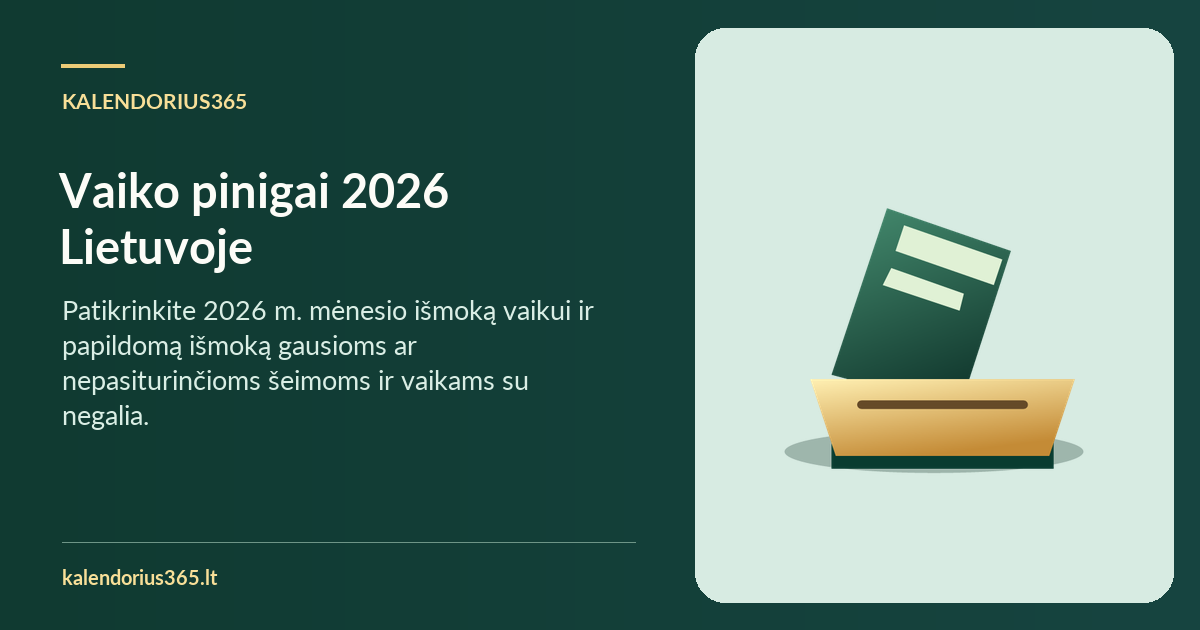 KALENDORIUS365
Vaiko pinigai 2026
Lietuvoje
Patikrinkite 2026 m. mėnesio išmoką vaikui ir
papildomą išmoką gausioms ar
nepasiturinčioms šeimoms ir vaikams su
negalia.
kalendorius365.lt